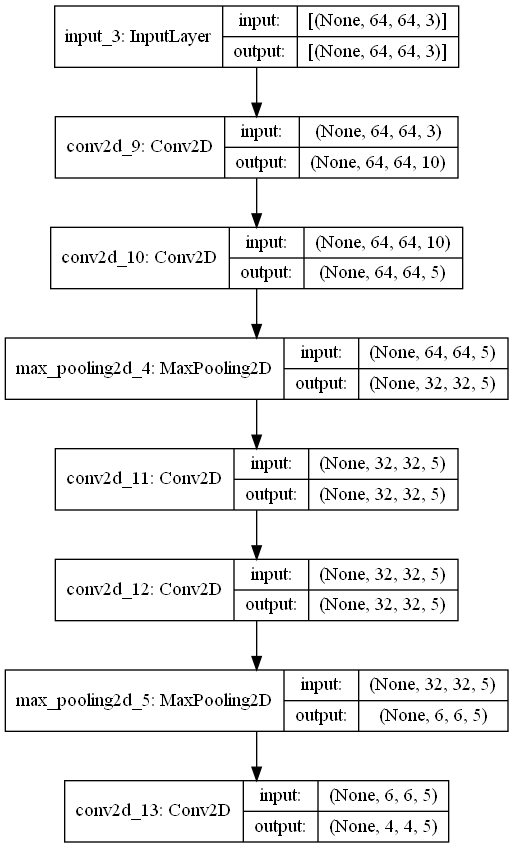 input_3: InputLayer
input: [(None, 64, 64, 3)]
output: [(None, 64, 64, 3)]
conv2d_9: Conv2D
input: (None, 64, 64, 3)
output: (None, 64, 64, 10)
conv2d_10: Conv2D
input: (None, 64, 64, 10)
output: (None, 64, 64, 5)
max_pooling2d_4: MaxPooling2D
input: (None, 64, 64, 5)
output: (None, 32, 32, 5)
conv2d_11: Conv2D
input: (None, 32, 32, 5)
output: (None, 32, 32, 5)
conv2d_12: Conv2D
input: (None, 32, 32, 5)
output: (None, 32, 32, 5)
max_pooling2d_5: MaxPooling2D
input: (None, 32, 32, 5)
output: (None, 6, 6, 5)
conv2d_13: Conv2D
input: (None, 6, 6, 5)
output: (None, 4, 4, 5)